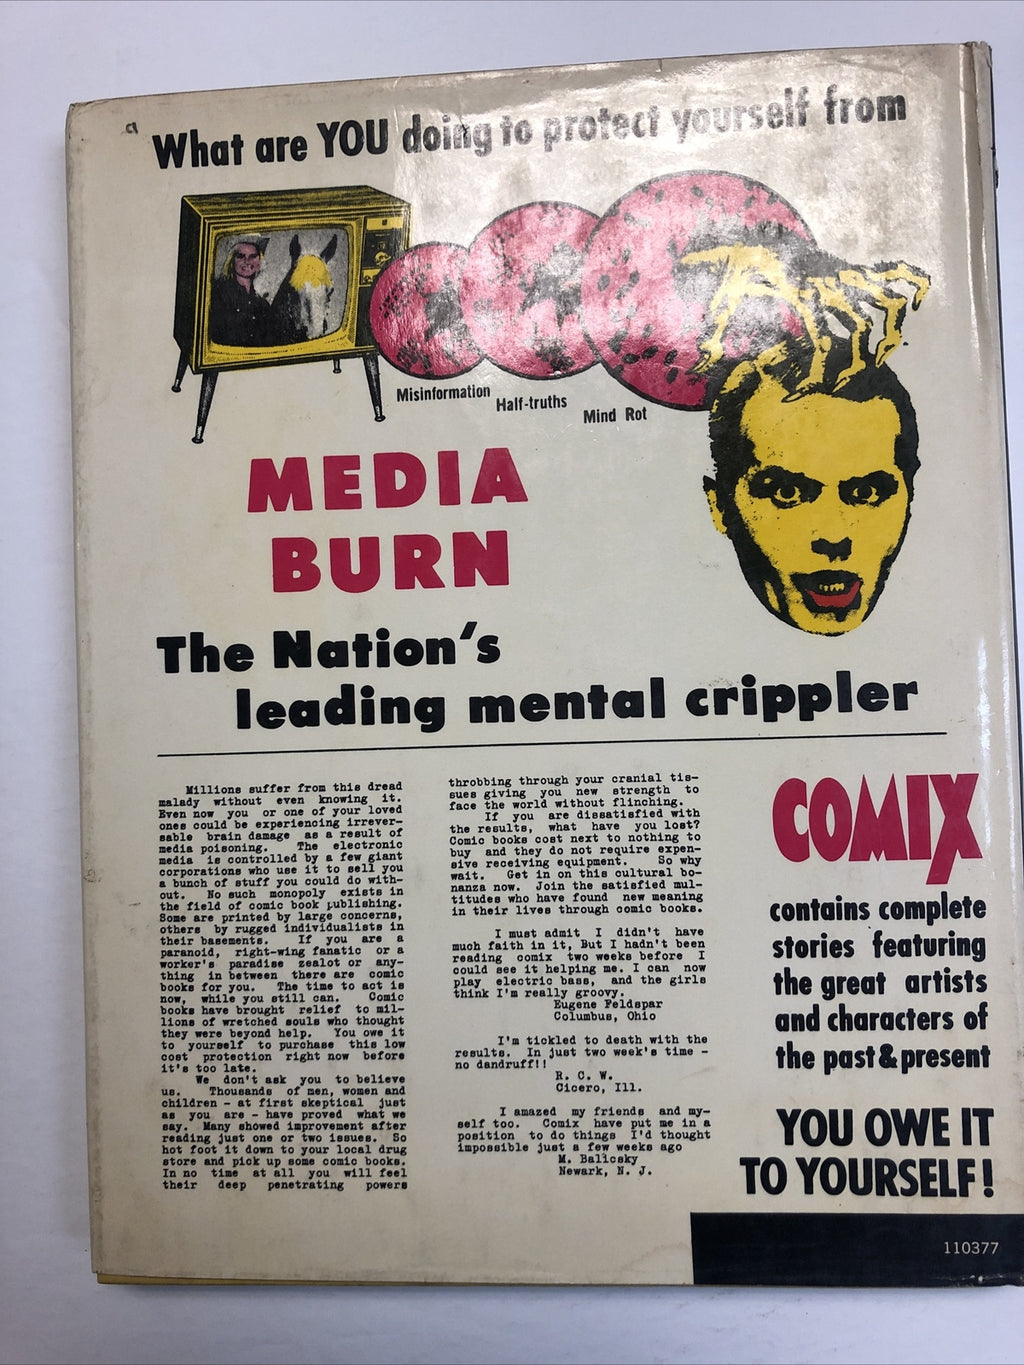 What are YOU doing to protect yourself from
Misinformation
Half-truths
Mind Rot
MEDIA
BURN
The Nation's
leading mental crippler
Millions suffer from this dread
malady without even knowing it.
Even now you or one of your loved
ones could be experiencing irrever-
sable brain damage as a result of
media poisoning. The electronic
media is controlled by a few giant
corporations who use it to sell you
a bunch of stuff you could do with-
out. No such monopoly exists in
the field of comic book publishing.
Some are printed by large concerns,
others by rugged individualists in
their basements. If you are a
paranoid, right-wing fanatic or a
worker's paradise zealot or any-
thing in between there are comic
books for you. The time to act is
now, while you still can. Comic
books have brought relief to mil-
lions of wretched souls who thought
they were beyond help. You owe it
to yourself to purchase this low
cost protection right now before
it's too late.
We don't ask you to believe
us. Thousands of men, women and
children - at first skeptical just
as you are - have proved what we
say. Many showed improvement after
reading just one or two issues. So
hot foot it down to your local drug
store and pick up some comic books.
In no time at all you will feel
their deep penetrating powers
throbbing through your cranial tis-
sues giving you new strength to
face the world without flinching.
If you are dissatisfied with
the results, what have you lost?
Comic books cost next to nothing to
buy and they do not require expen-
sive receiving equipment. So why
wait. Get in on this cultural bo-
nanza now. Join the satisfied mul-
titudes who have found new meaning
in their lives through comic books.
I must admit I didn't have
much faith in it, But I hadn't been
reading comix two weeks before I
could see it helping me. I can now
play electric bass, and the girls
think I'm really groovy.
Eugene Feldspar
Columbus, Ohio
I'm tickled to death with the
results. In just two week's time -
no dandruff!!
R. C. W.
Cicero, Ill.
I amazed my friends and my-
self too. Comix have put me in a
position to do things I'd thought
impossible just a few weeks ago
M. Balicsky
Newark, N. J.
COMIX
contains complete
stories featuring
the great artists
and characters of
the past & present
YOU OWE IT
TO YOURSELF!
110377